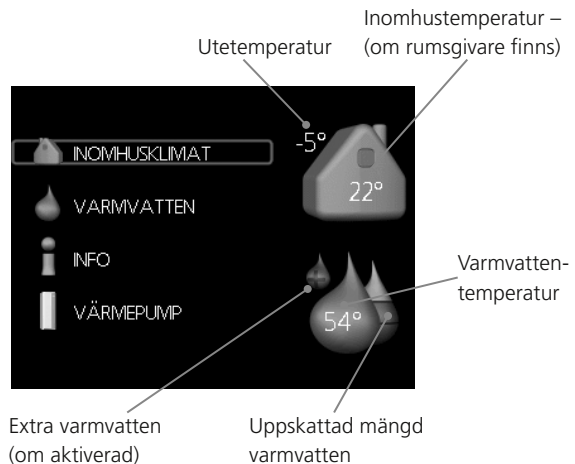 Inomhustemperatur –
(om rumsgivare finns)
Utetemperatur
-5°
INOMHUSKLIMAT
22°
VARMVATTEN
INFO
Varmvatten-
temperatur
VÄRMEPUMP
54°
Extra varmvatten
(om aktiverad)
Uppskattad mängd
varmvatten